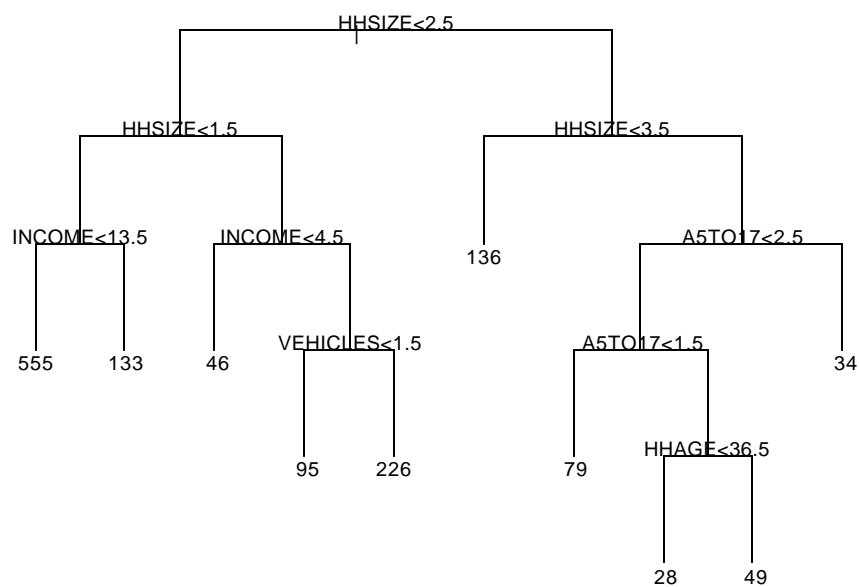 HHSIZE<2.5
HHSIZE<1.5
HHSIZE<3.5
INCOME<13.5
INCOME<4.5
136
A5TO17<2.5
555
133
46
VEHICLES<1.5
A5TO17<1.5
34
95
226
79
HHAGE<36.5
28
49